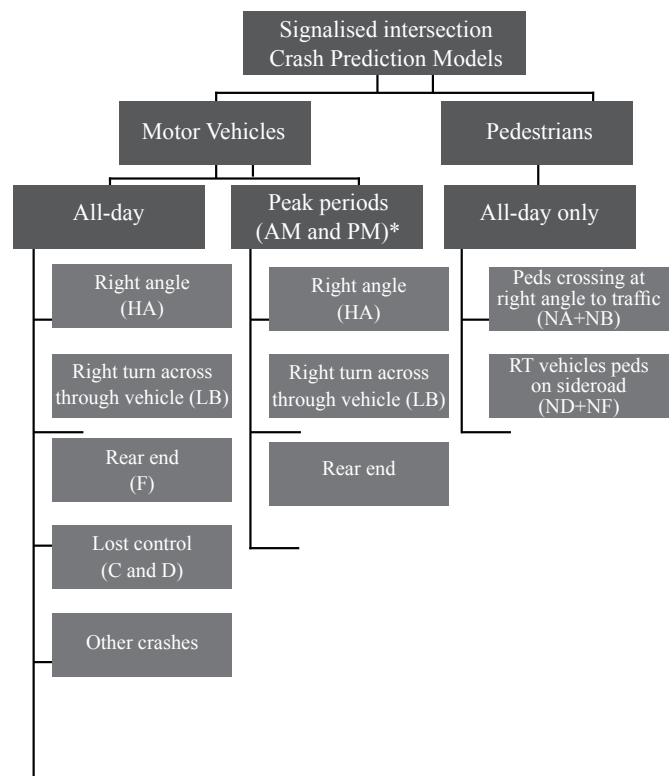 Signalised intersection
Crash Prediction Models
Motor Vehicles
Pedestrians
All-day
Peak periods
(AM and PM)*
All-day only
Right angle
(HA)
Right turn across
through vehicle (LB)
Rear end
(F)
Lost control
(C and D)
Other crashes
Right angle
(HA)
Right turn across
through vehicle (LB)
Rear end
Peds crossing at
right angle to traffic
(NA+NB)
RT vehicles peds
on sideroad
(ND+NF)